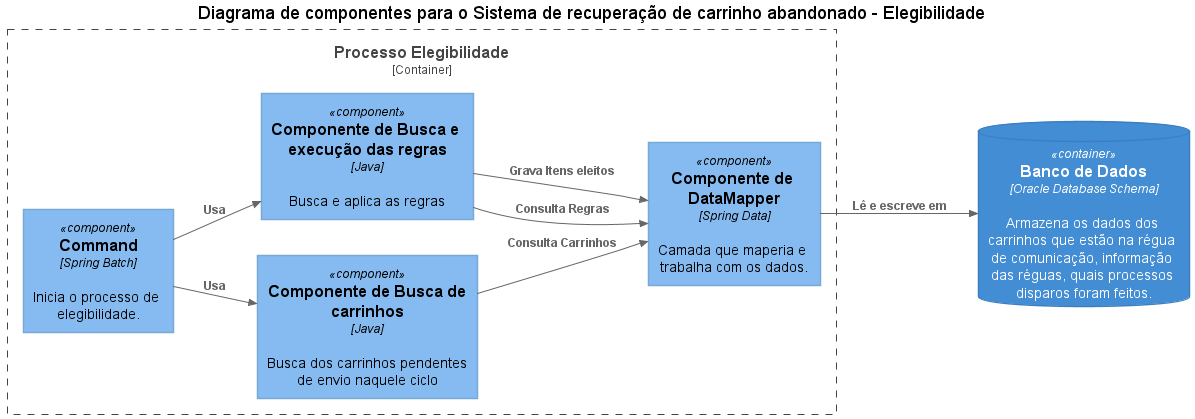 Diagrama de componentes para o Sistema de recuperação de carrinho abandonado - Elegibilidade
Processo Elegibilidade
[Container]
«component»
Command
[Spring Batch]
Inicia o processo de
elegibilidade.
Usa
Usa
«component»
Componente de Busca e
execução das regras
[Java]
Busca e aplica as regras
«component»
Componente de Busca de
carrinhos
[Java]
Busca dos carrinhos pendentes
de envio naquele ciclo
Grava Itens eleitos
Consulta Regras
Consulta Carrinhos
«component»
Componente de
DataMapper
[Spring Data]
Camada que maperia e
trabalha com os dados.
Lê e escreve em
«container»
Banco de Dados
[Oracle Database Schema]
Armazena os dados dos
carrinhos que estão na régua
de comunicação, informação
das réguas, quais processos
disparos foram feitos.